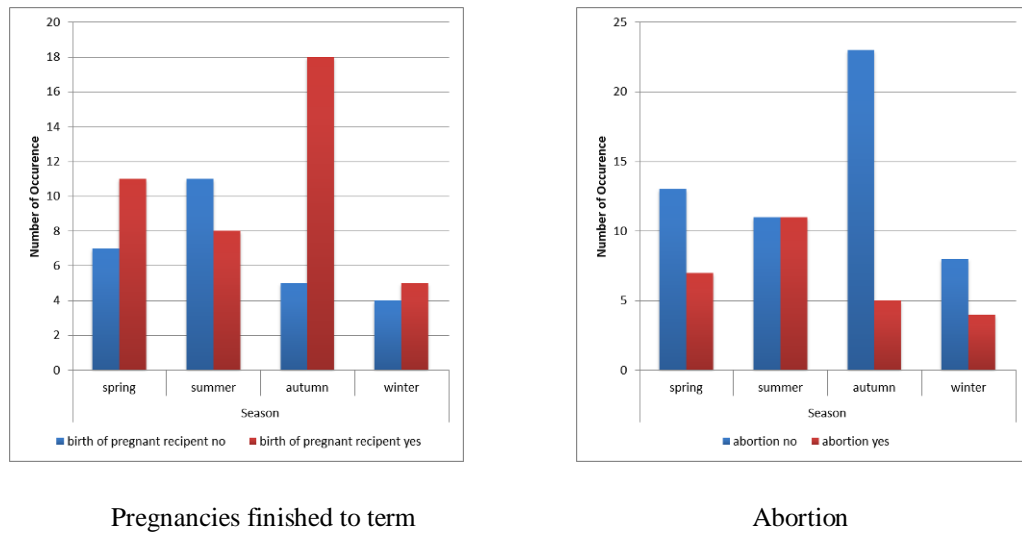 20
18
16
14
12
10
8
6
4
2
0
Number of Occurence
spring summer autumn winter
Season
birth of pregnant recipent no birth of pregnant recipent yes
Pregnancies finished to term
25
20
15
10
5
0
Number of Occurence
spring summer autumn winter
Season
abortion no abortion yes
Abortion